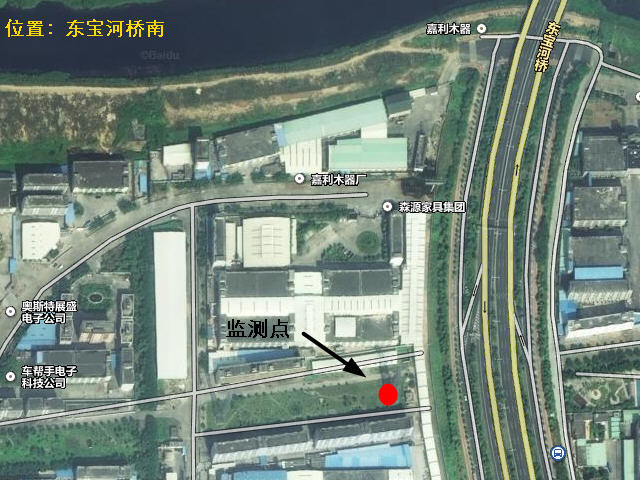 位置：东宝河桥南
嘉利木器
东宝河桥
©Baidu
嘉利木器厂
森源家具集团
奥斯特展盛
电子公司
监测点
车帮手电子
科技公司